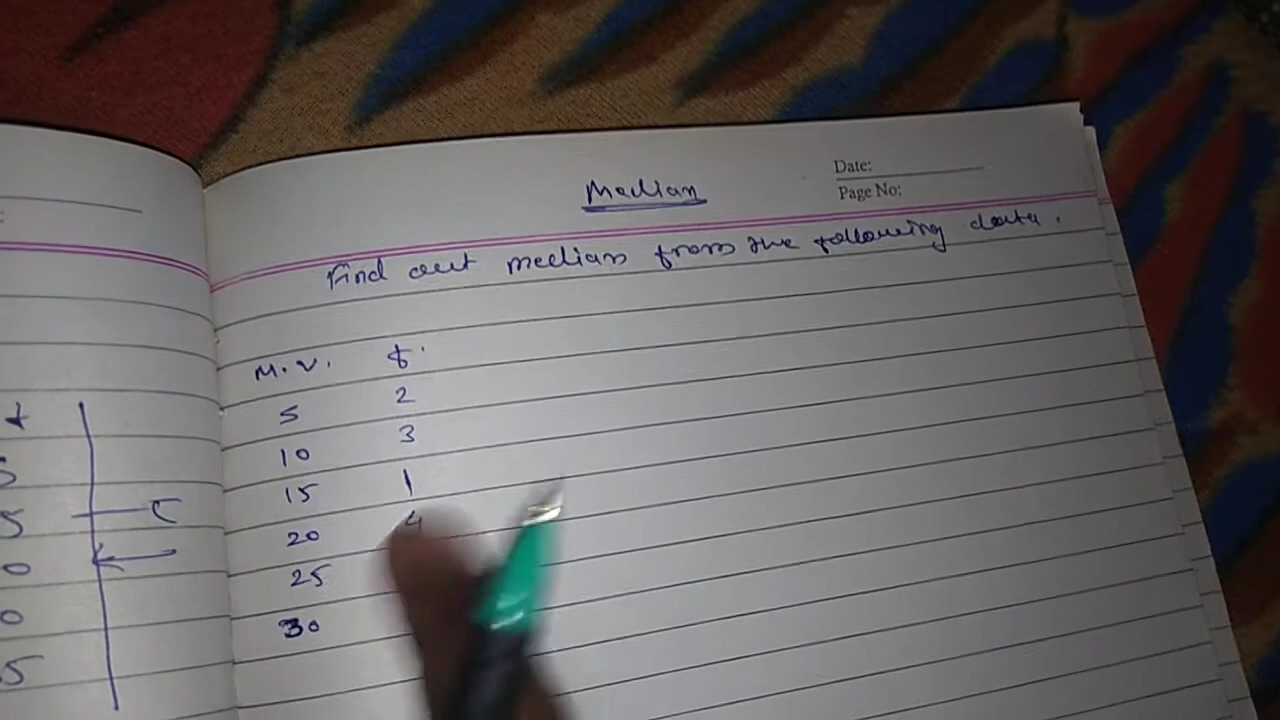 Median
Date:
Page No:
Find out median from the following data.
M.V. f.
5 2
10 3
15 1
20 4
25
30